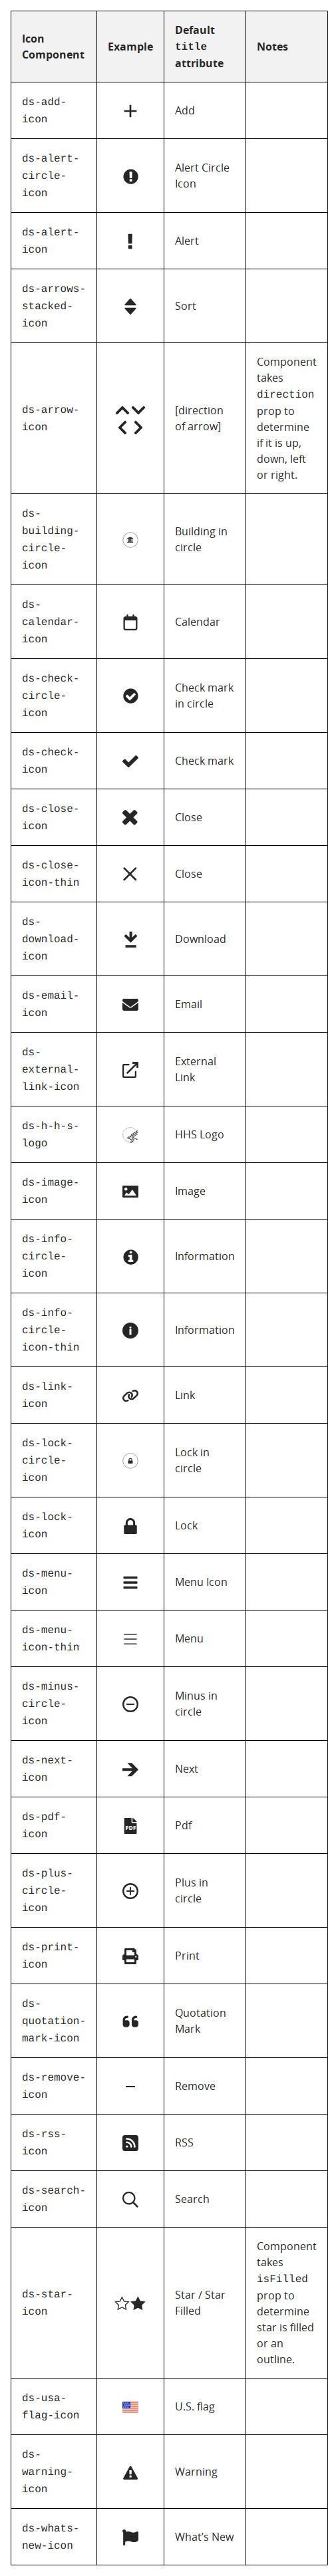 Icon
Component
Example
Default
title
attribute
Notes
ds-add-
icon
Add
ds-alert-
circle-
icon
Alert Circle
Icon
ds-alert-
icon
Alert
ds-arrows-
stacked-
icon
Sort
ds-arrow-
icon
[direction
of arrow]
Component
takes
direction
prop to
determine
if it is up,
down, left
or right.
ds-
building-
circle-
icon
Building in
circle
ds-
calendar-
icon
Calendar
ds-check-
circle-
icon
Check mark
in circle
ds-check-
icon
Check mark
ds-close-
icon
Close
ds-close-
icon-thin
Close
ds-
download-
icon
Download
ds-email-
icon
Email
ds-
external-
link-icon
External
Link
ds-h-h-s-
logo
HHS Logo
ds-image-
icon
Image
ds-info-
circle-
icon
Information
ds-info-
circle-
icon-thin
Information
ds-link-
icon
Link
ds-lock-
circle-
icon
Lock in
circle
ds-lock-
icon
Lock
ds-menu-
icon
Menu Icon
ds-menu-
icon-thin
Menu
ds-minus-
circle-
icon
Minus in
circle
ds-next-
icon
Next
ds-pdf-
icon
PDF
Pdf
ds-plus-
circle-
icon
Plus in
circle
ds-print-
icon
Print
ds-
quotation-
mark-icon
Quotation
Mark
ds-remove-
icon
Remove
ds-rss-
icon
RSS
ds-search-
icon
Search
ds-star-
icon
Star / Star
Filled
Component
takes
isFilled
prop to
determine
star is filled
or an
outline.
ds-usa-
flag-icon
U.S. flag
ds-
warning-
icon
Warning
ds-whats-
new-icon
What’s New